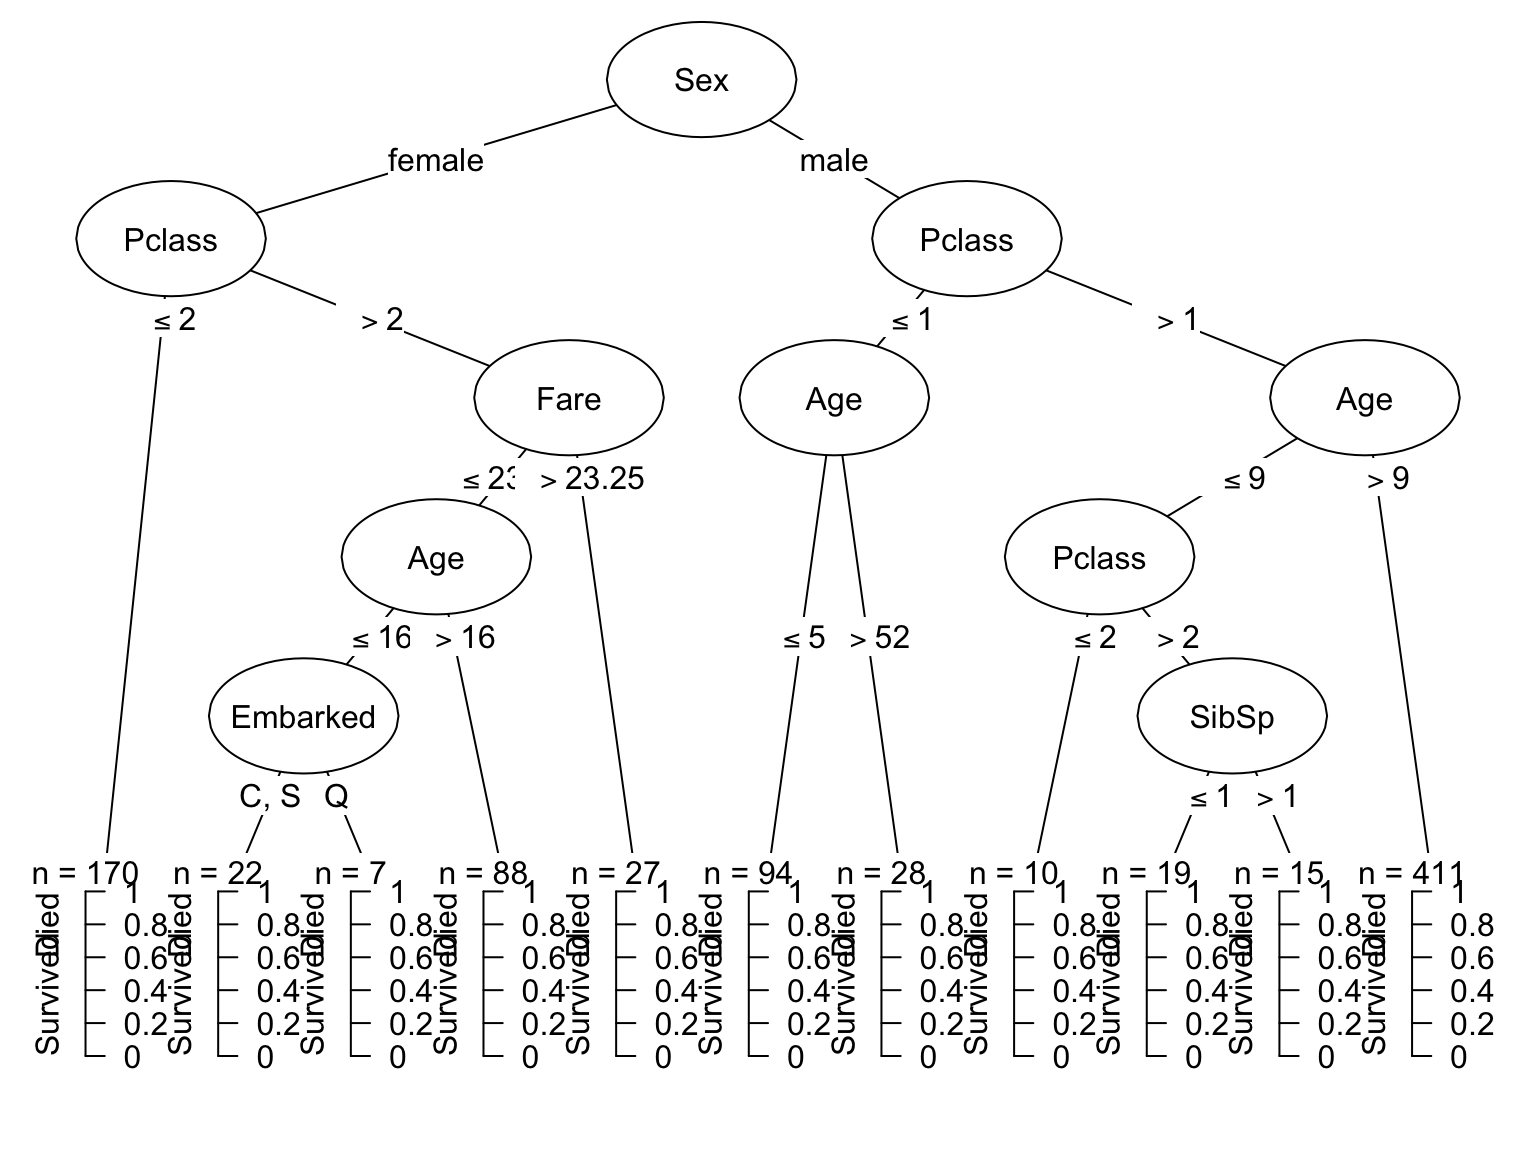 Sex
female male
Pclass Pclass
≤ 2 > 2 ≤ 1 > 1
Fare Age Age
≤ 23 > 23.25 ≤ 9 > 9
Age Pclass
≤ 16 > 16 ≤ 5 > 52 ≤ 2 > 2
Embarked SibSp
C, S Q ≤ 1 > 1
n = 170 n = 22 n = 7 n = 88 n = 27 n = 94 n = 28 n = 10 n = 19 n = 15 n = 411
Died Died Died Died Died Died Died Died Died Died Died
Survived Survived Survived Survived Survived Survived Survived Survived Survived Survived Survived
1 1 1 1 1 1 1 1 1 1 1
0.8 0.8 0.8 0.8 0.8 0.8 0.8 0.8 0.8 0.8 0.8
0.6 0.6 0.6 0.6 0.6 0.6 0.6 0.6 0.6 0.6 0.6
0.4 0.4 0.4 0.4 0.4 0.4 0.4 0.4 0.4 0.4 0.4
0.2 0.2 0.2 0.2 0.2 0.2 0.2 0.2 0.2 0.2 0.2
0 0 0 0 0 0 0 0 0 0 0